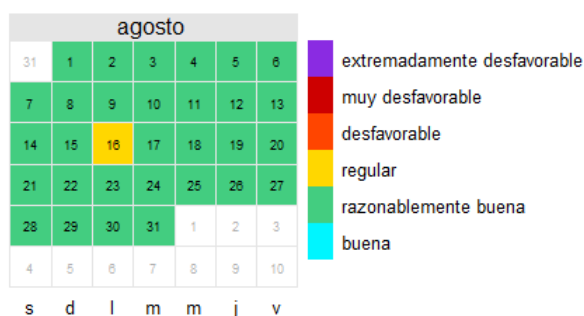 agosto
31 1 2 3 4 5 6
7 8 9 10 11 12 13
14 15 16 17 18 19 20
21 22 23 24 25 26 27
28 29 30 31 1 2 3
4 5 6 7 8 9 10
s d l m m j v
extremadamente desfavorable
muy desfavorable
desfavorable
regular
razonablemente buena
buena